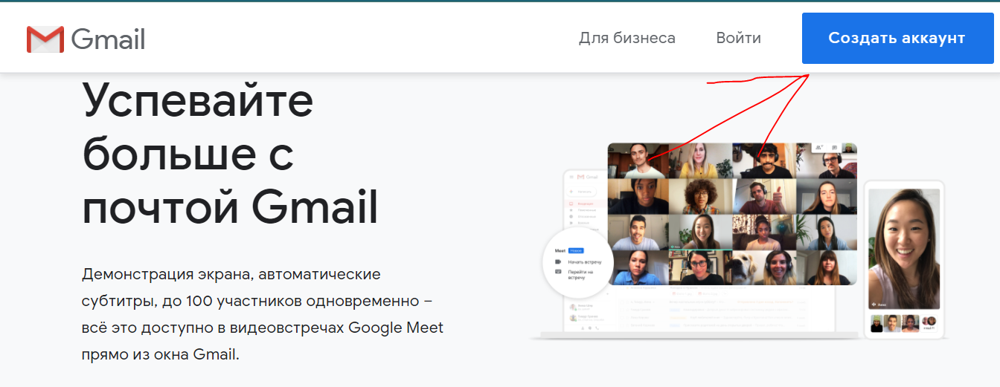 Gmail
Для бизнеса
Войти
Создать аккаунт
Успевайте
больше с
почтой Gmail
Демонстрация экрана, автоматические
субтитры, до 100 участников одновременно –
всё это доступно в видеовстречах Google Meet
прямо из окна Gmail.
Gmail
Meet
Начать встречу
Перейти на
встречу